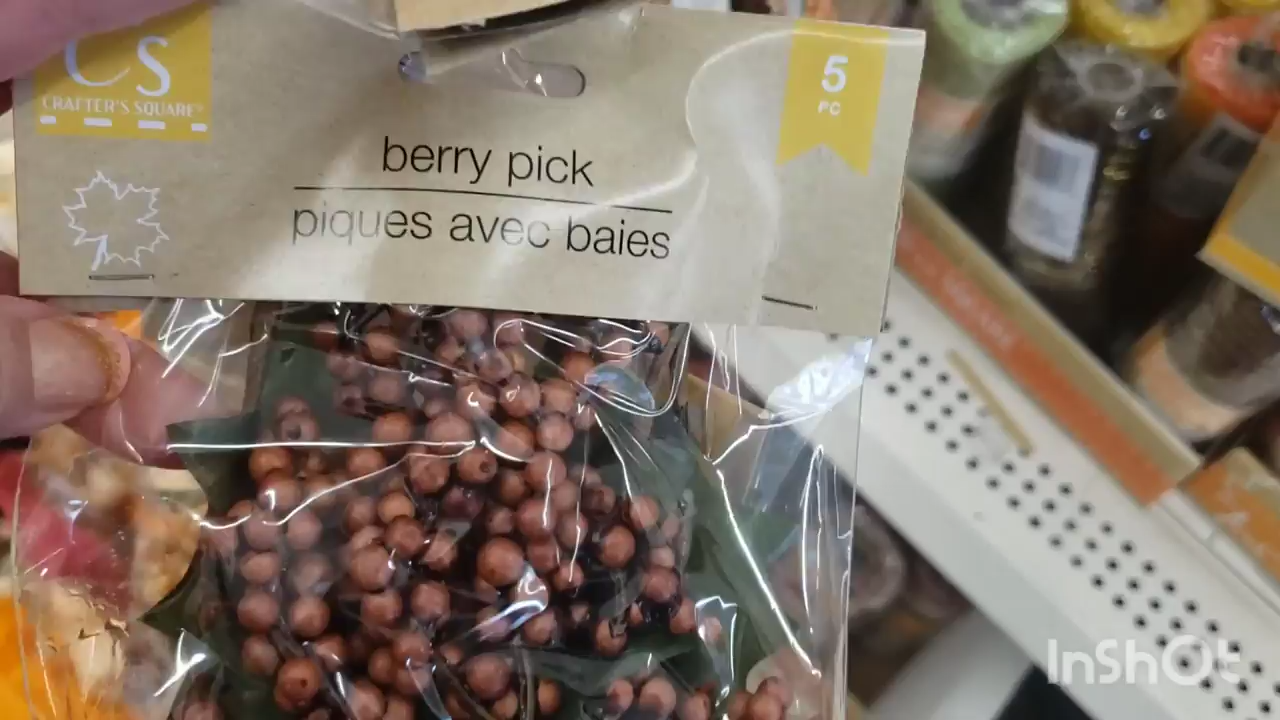 CS
CRAFTER'S SQUARE
5
PC
berry pick
piques avec baies
InShOt